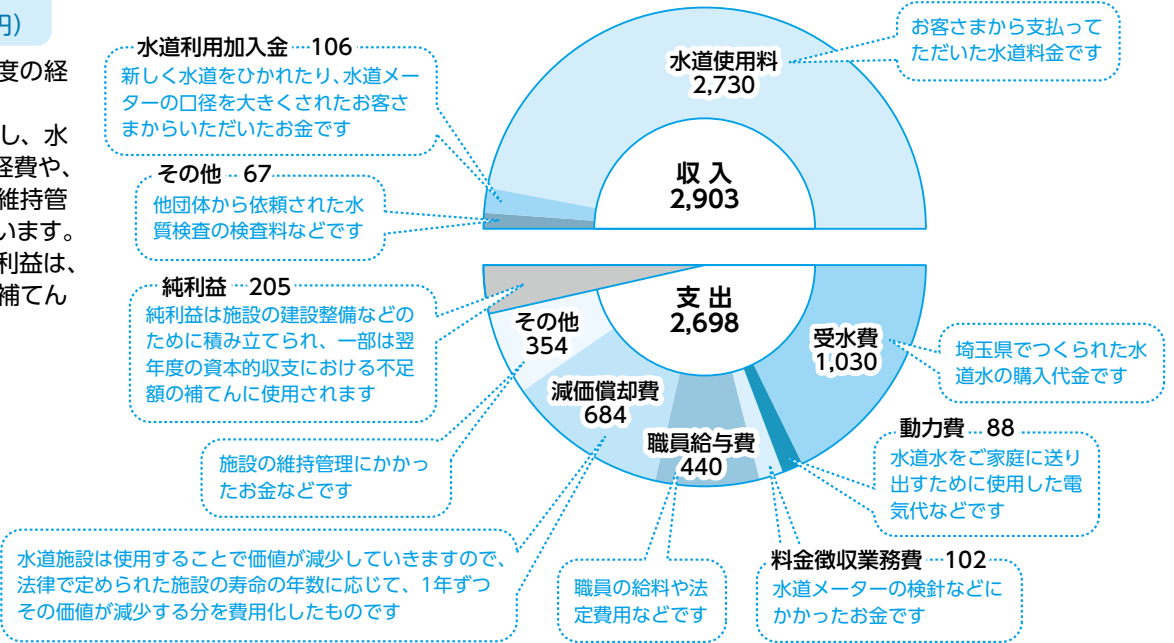 円)
度の経
し、水
経費や、
維持管
います。
利益は、
補てん
水道利用加入金…106
新しく水道をひかれたり、水道メー
ターの口径を大きくされたお客さ
まからいただいたお金です
その他…67
他団体から依頼された水
質検査の検査料などです
水道使用料
2,730
お客さまから支払って
ただいた水道料金です
収入
2,903
純利益…205
純利益は施設の建設整備などの
ために積み立てられ、一部は翌
年度の資本的収支における不足
額の補てんに使用されます
支出
2,698
その他
354
施設の維持管理にかかっ
たお金などです
減価償却費
684
水道施設は使用することで価値が減少していきますので、
法律で定められた施設の寿命の年数に応じて、1年ずつ
その価値が減少する分を費用化したものです
職員給与費
440
職員の給料や法
定費用などです
受水費
1,030
埼玉県でつくられた水
道水の購入代金です
動力費…88
水道水をご家庭に送り
出すために使用した電
気代などです
料金徴収業務費…102
水道メーターの検針などに
かかったお金です